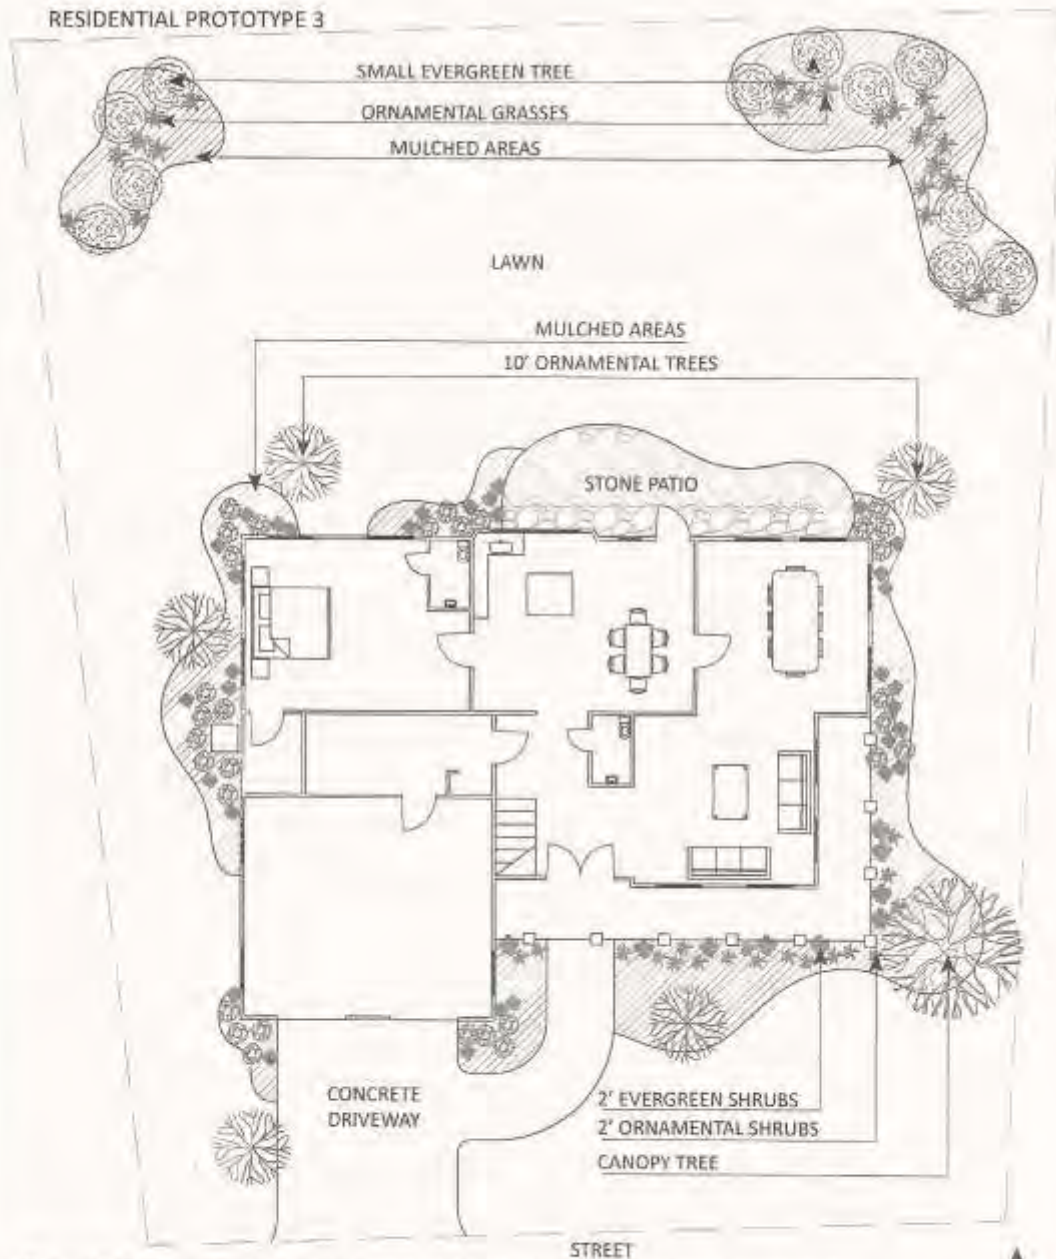 RESIDENTIAL PROTOTYPE 3
SMALL EVERGREEN TREE
ORNAMENTAL GRASSES
MULCHED AREAS
LAWN
MULCHED AREAS
10' ORNAMENTAL TREES
STONE PATIO
CONCRETE
DRIVEWAY
2' EVERGREEN SHRUBS
2' ORNAMENTAL SHRUBS
CANOPY TREE
STREET